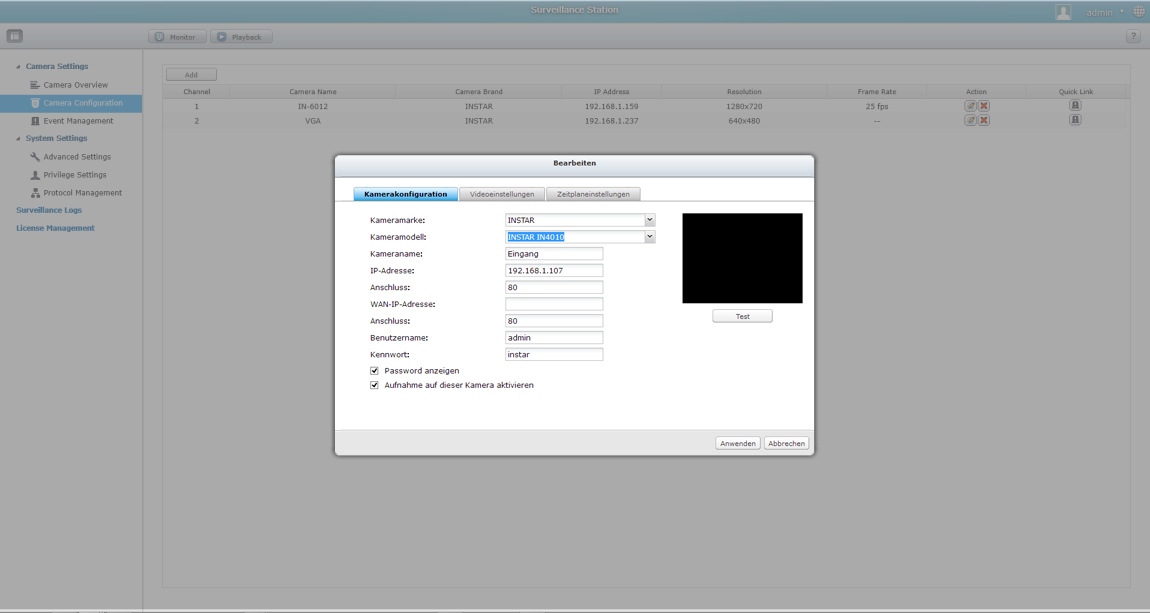 Surveillance Station
admin
Monitor Playback ?
Camera Settings
Camera Overview
Camera Configuration
Event Management
System Settings
Advanced Settings
Privilege Settings
Protocol Management
Surveillance Logs
License Management
Add
Channel Camera Name Camera Brand IP Address Resolution Frame Rate Action Quick Link
1 IN-6012 INSTAR 192.168.1.159 1280x720 25 fps
2 VGA INSTAR 192.168.1.237 640x480 ---
Bearbeiten
Kamerakonfiguration Videoeinstellungen Zeitplaneinstellungen
Kameramarke: INSTAR
Kameramodell: INSTAR IN4010
Kameraname: Eingang
IP-Adresse: 192.168.1.107
Anschluss: 80
WAN-IP-Adresse:
Anschluss: 80
Benutzername: admin
Kennwort: instar
Password anzeigen
Aufnahme auf dieser Kamera aktivieren
Test
Anwenden Abbrechen